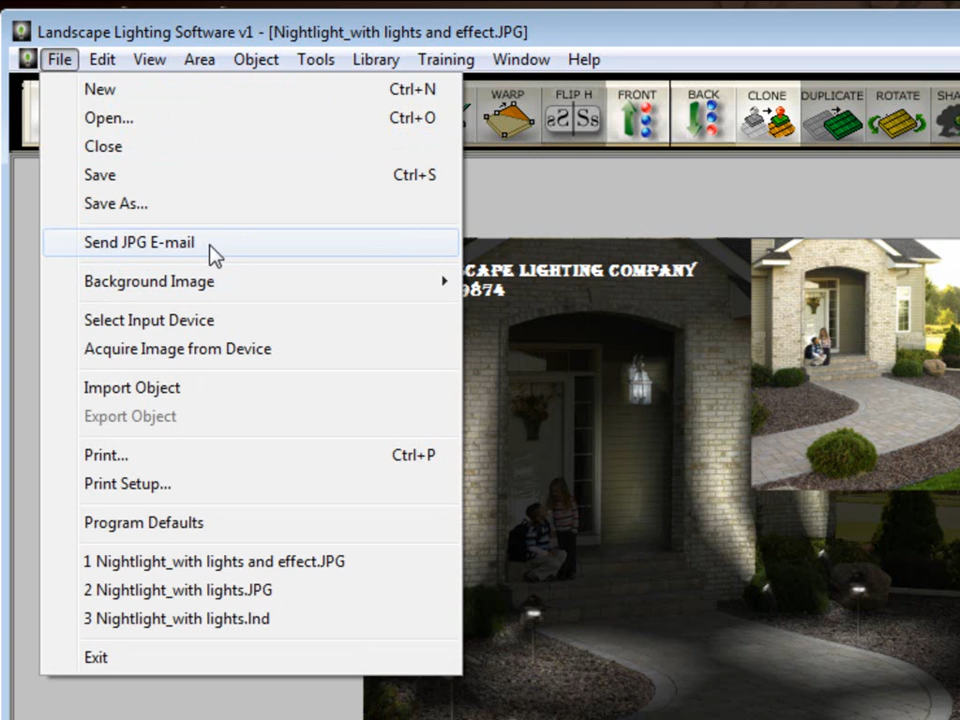 Landscape Lighting Software v1 - [Nightlight_with lights and effect.JPG]
File Edit View Area Object Tools Library Training Window Help
WARP FLIP H FRONT BACK CLONE DUPLICATE ROTATE SHA
New Ctrl+N
Open... Ctrl+O
Close
Save Ctrl+S
Save As...
Send JPG E-mail
Background Image
Select Input Device
Acquire Image from Device
Import Object
Export Object
Print... Ctrl+P
Print Setup...
Program Defaults
1 Nightlight_with lights and effect.JPG
2 Nightlight_with lights.JPG
3 Nightlight_with lights.lnd
Exit
SCAPE LIGHTING COMPANY
9874